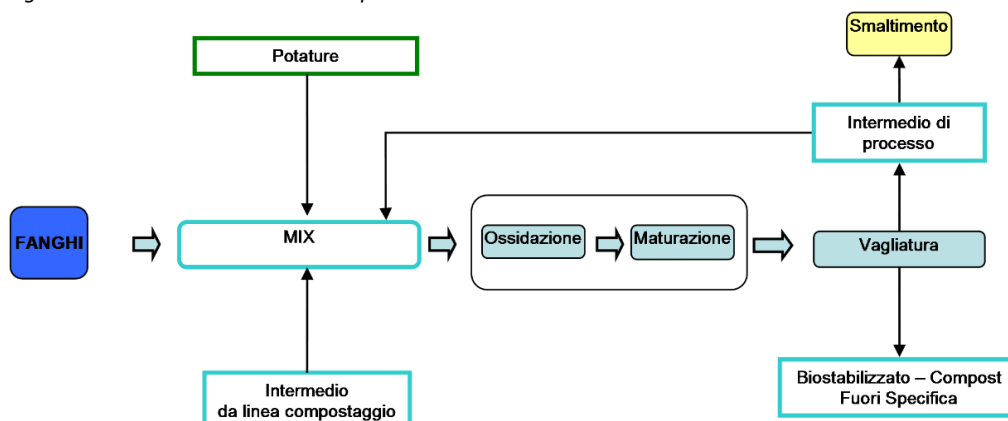 Smaltimento
Potature
Intermedio di
processo
FANGHI
MIX
Ossidazione
Maturazione
Vagliatura
Intermedio
da linea compostaggio
Biostabilizzato – Compost
Fuori Specifica